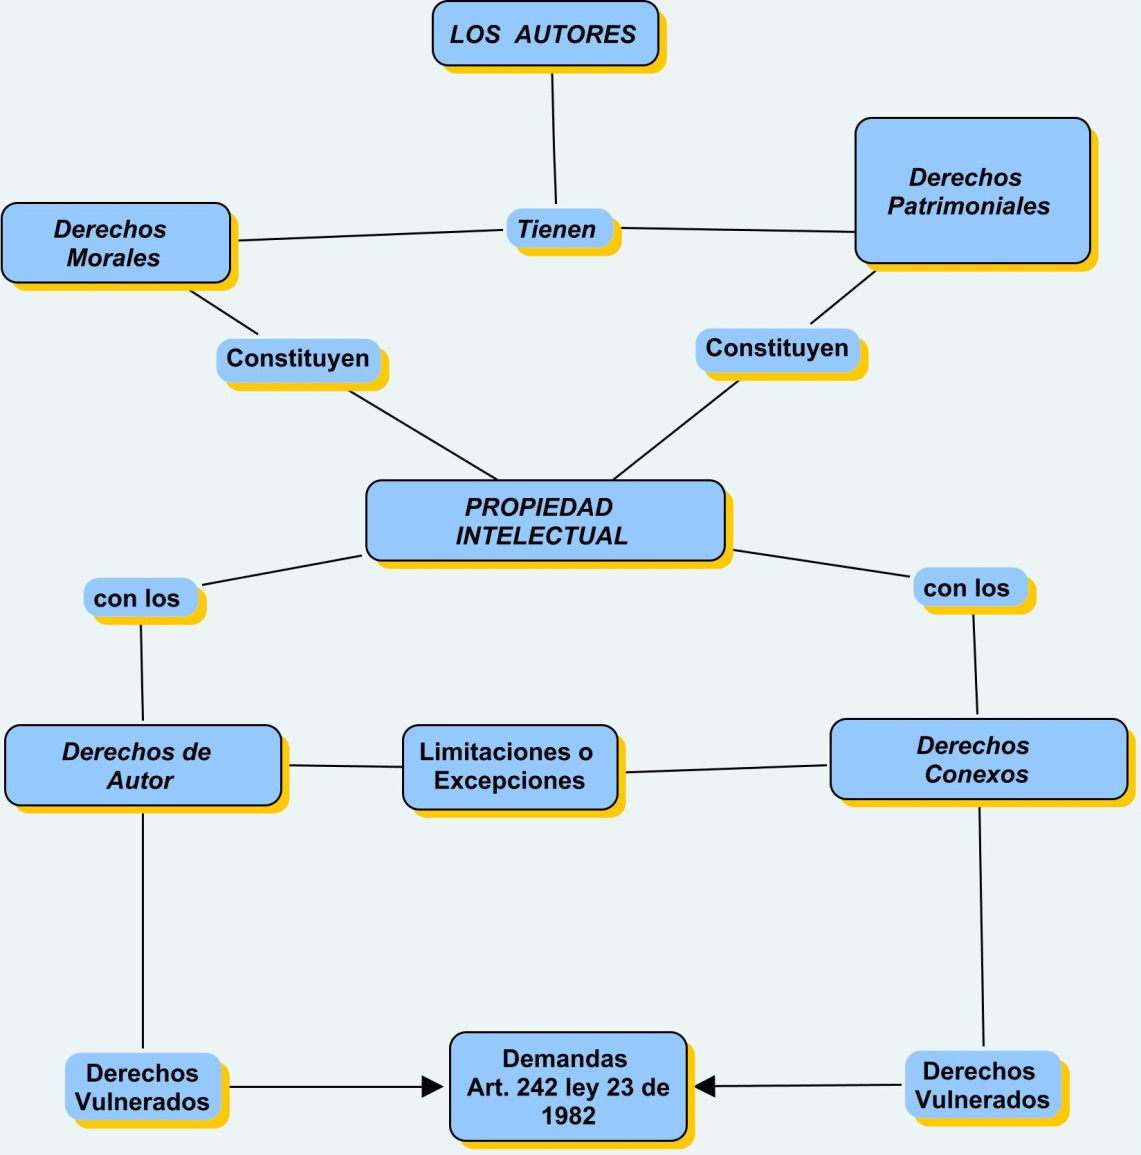 LOS AUTORES
Derechos
Patrimoniales
Tienen
Derechos
Morales
Constituyen
Constituyen
PROPIEDAD
INTELECTUAL
con los
con los
Derechos de
Autor
Limitaciones o
Excepciones
Derechos
Conexos
Derechos
Vulnerados
Demandas
Art. 242 ley 23 de
1982
Derechos
Vulnerados